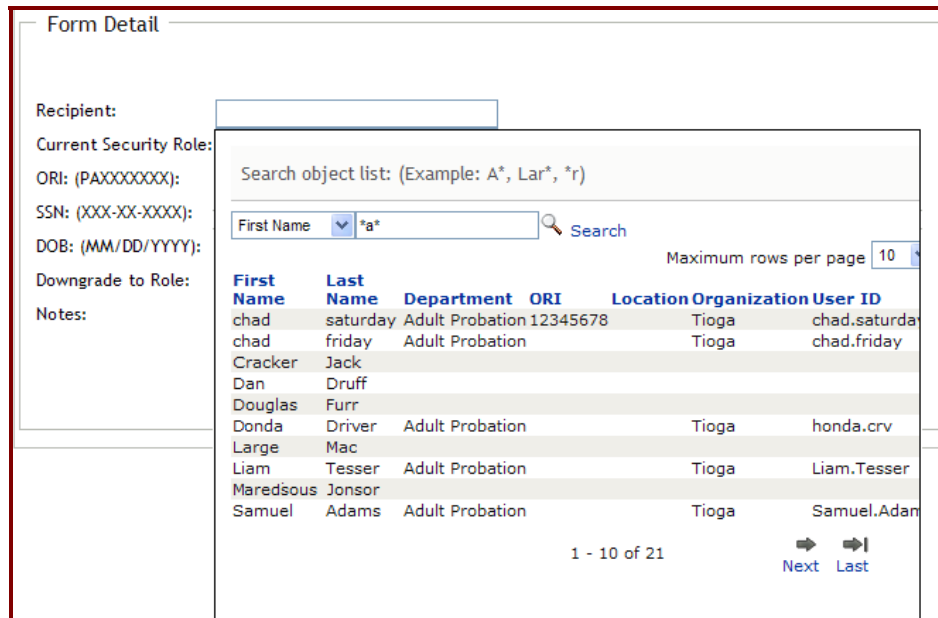 Form Detail
Recipient:
Current Security Role:
ORI: (PAXXXXXXX):
SSN: (XXX-XX-XXXX):
DOB: (MM/DD/YYYY):
Downgrade to Role:
Notes:
Search object list: (Example: A*, Lar*, *r)
First Name *a* Search
Maximum rows per page 10
First Name Last Name Department ORI Location Organization User ID
chad saturday Adult Probation 12345678 Tioga chad.saturday
chad friday Adult Probation Tioga chad.friday
Cracker Jack
Dan Druff
Douglas Furr
Donda Driver Adult Probation Tioga honda.crv
Large Mac
Liam Tesser Adult Probation Tioga Liam.Tesser
Maredsous Jonsor
Samuel Adams Adult Probation Tioga Samuel.Adam
1 - 10 of 21
Next Last